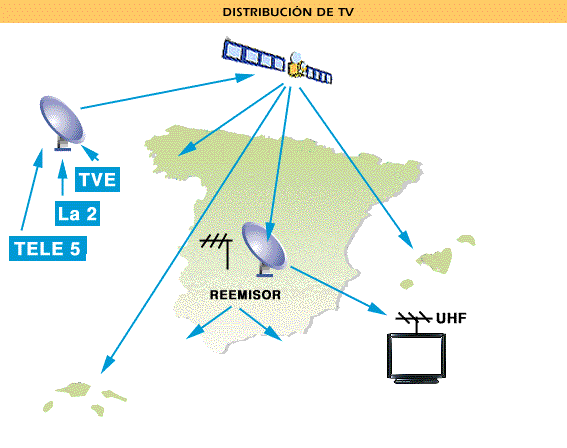 DISTRIBUCIÓN DE TV
TVE
La 2
TELE 5
REEMISOR
UHF